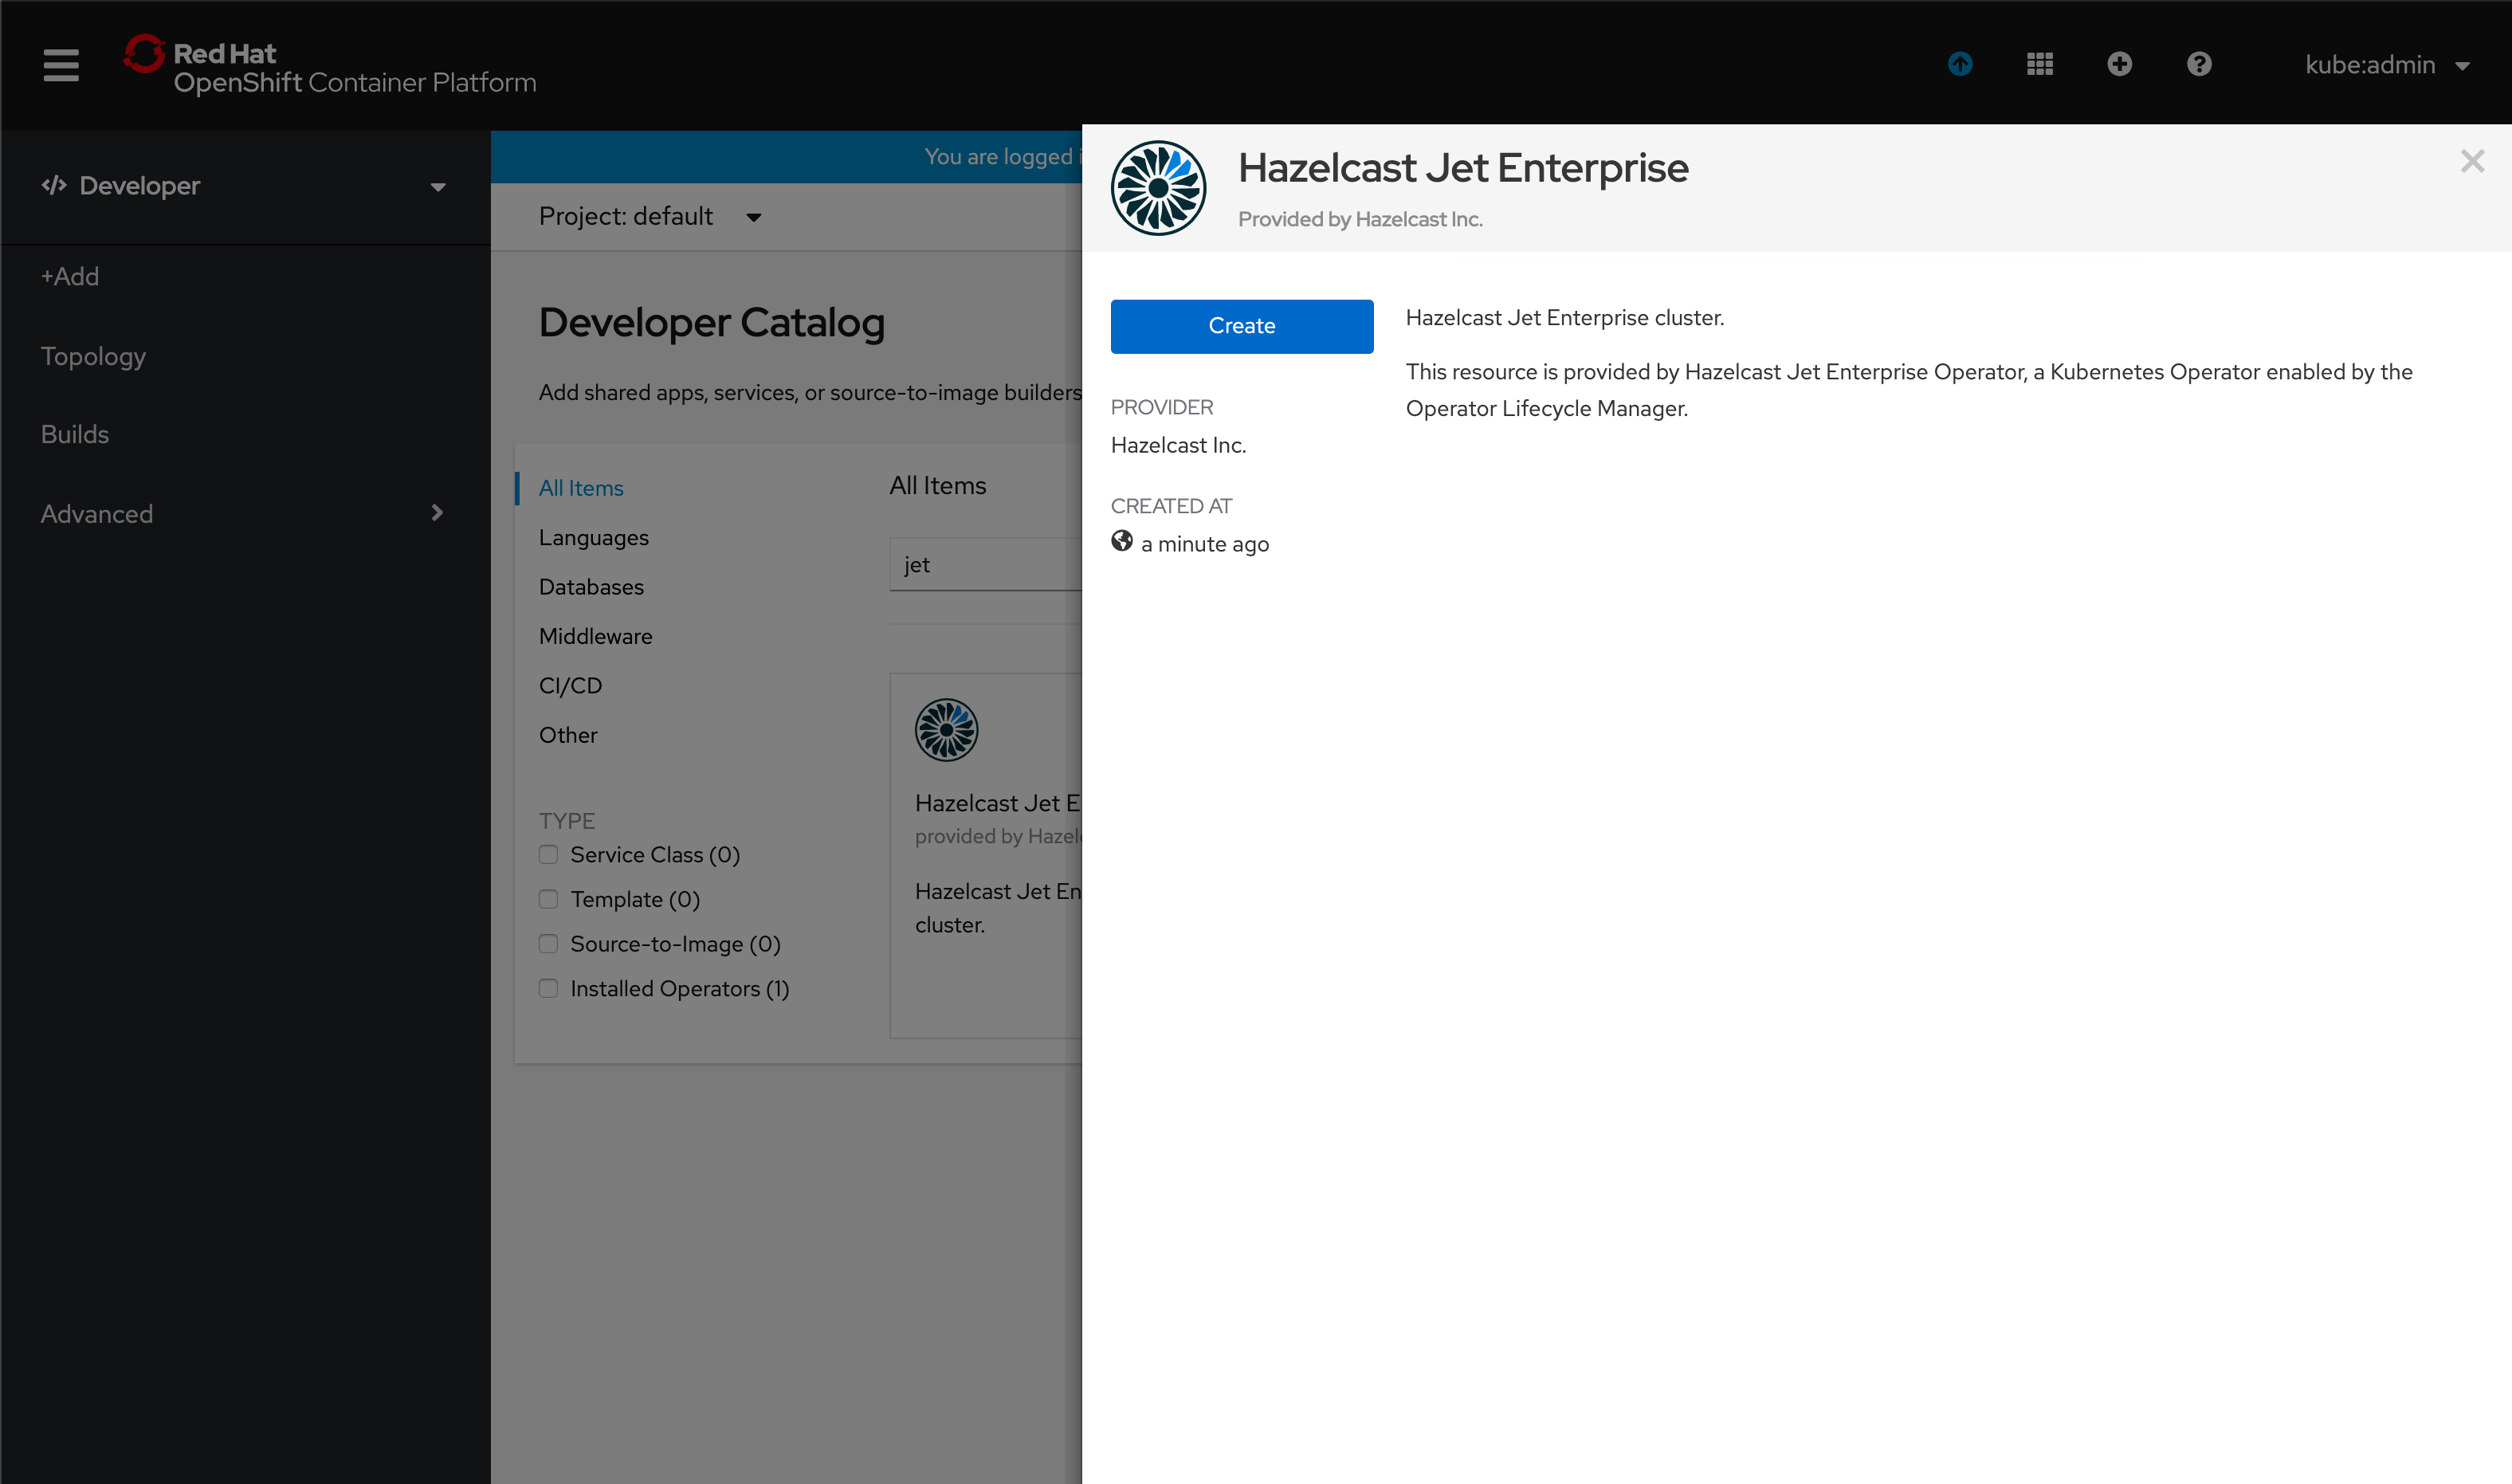 Red Hat
OpenShift Container Platform
kube:admin
Developer
+Add
Topology
Builds
Advanced
You are logged
Project: default
Developer Catalog
Add shared apps, services, or source-to-image builders
All Items
Languages
Databases
Middleware
CI/CD
Other
TYPE
Service Class (0)
Template (0)
Source-to-Image (0)
Installed Operators (1)
All Items
jet
Hazelcast Jet E
provided by Hazel
Hazelcast Jet En
cluster.
Hazelcast Jet Enterprise
Provided by Hazelcast Inc.
Create
PROVIDER
Hazelcast Inc.
CREATED AT
a minute ago
Hazelcast Jet Enterprise cluster.
This resource is provided by Hazelcast Jet Enterprise Operator, a Kubernetes Operator enabled by the
Operator Lifecycle Manager.